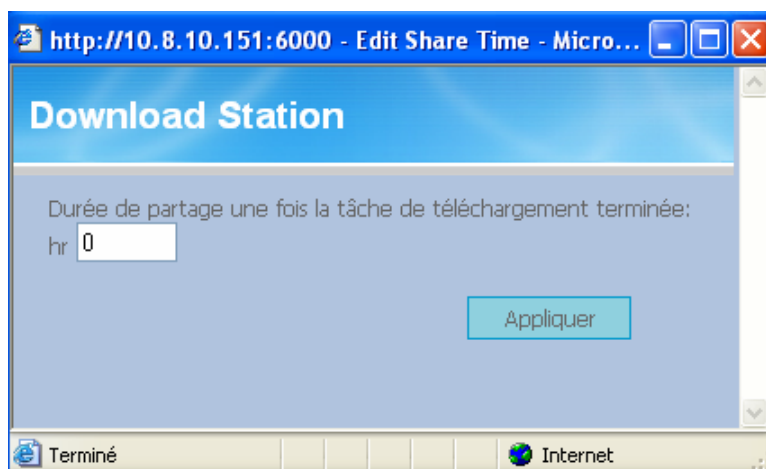 http://10.8.10.151:6000 - Edit Share Time - Micro...
Download Station
Durée de partage une fois la tâche de téléchargement terminée:
hr 0
Appliquer
Terminé Internet